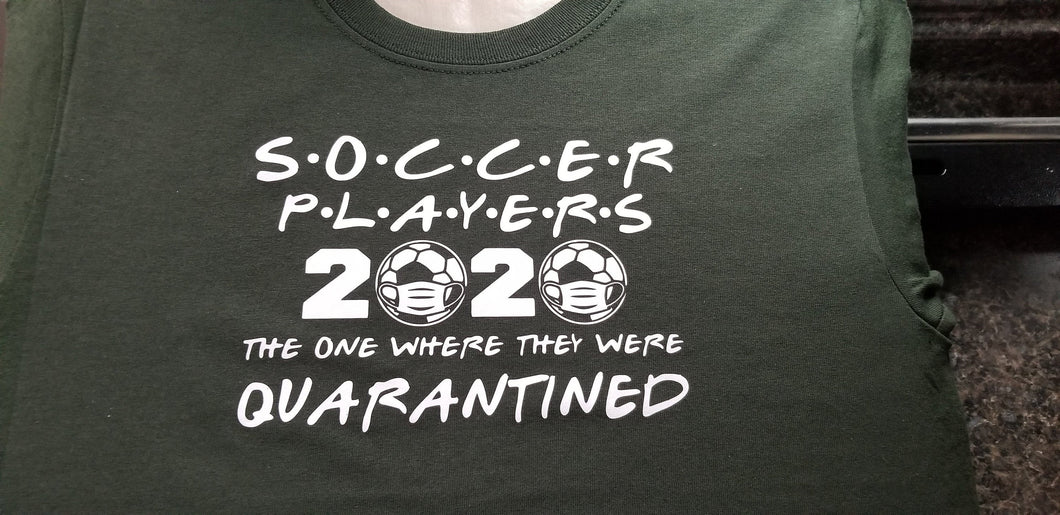 S·O·C·C·E·R
P·L·A·Y·E·R·S
2020
THE ONE WHERE THEY WERE
QUARANTINED